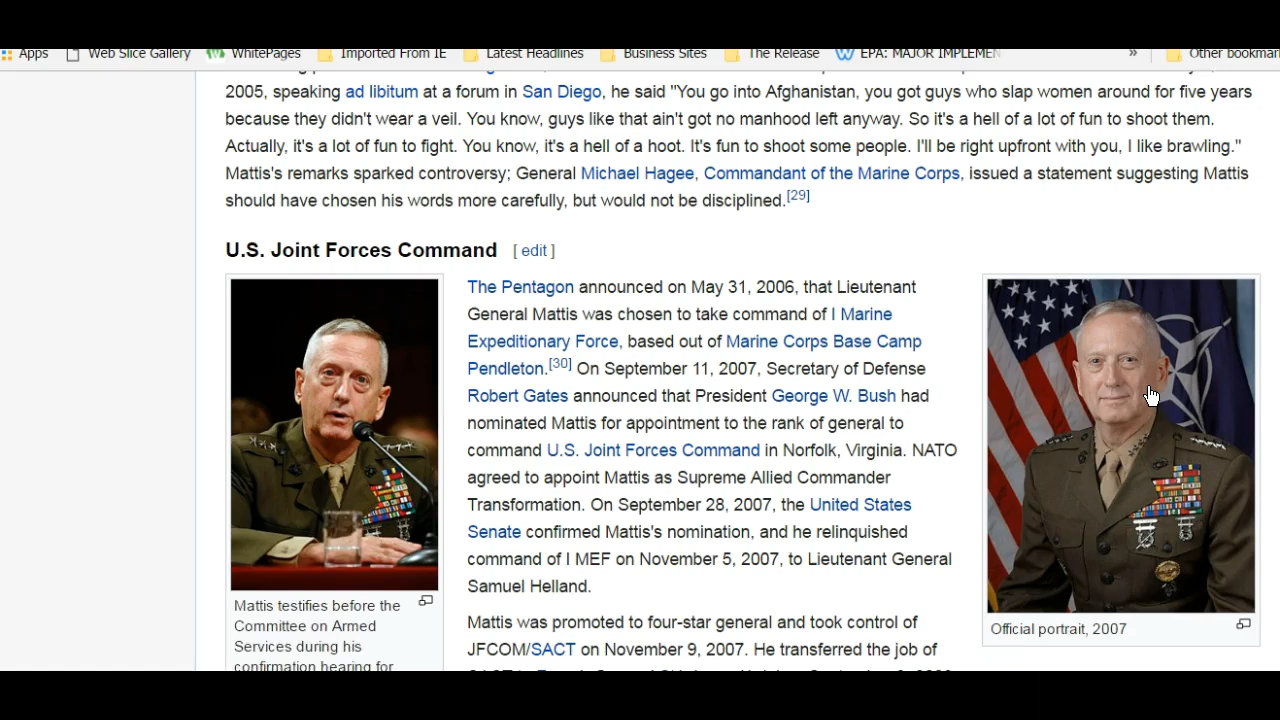 Apps Web Slice Gallery WhitePages Imported From IE Latest Headlines Business Sites The Release EPA: MAJOR IMPLEMEN » Other bookmar
2005, speaking ad libitum at a forum in San Diego, he said "You go into Afghanistan, you got guys who slap women around for five years
because they didn't wear a veil. You know, guys like that ain't got no manhood left anyway. So it's a hell of a lot of fun to shoot them.
Actually, it's a lot of fun to fight. You know, it's a hell of a hoot. It's fun to shoot some people. I'll be right upfront with you, I like brawling."
Mattis's remarks sparked controversy; General Michael Hagee, Commandant of the Marine Corps, issued a statement suggesting Mattis
should have chosen his words more carefully, but would not be disciplined.[29]
U.S. Joint Forces Command [ edit ]
Mattis testifies before the
Committee on Armed
Services during his
confirmation hearing for
The Pentagon announced on May 31, 2006, that Lieutenant
General Mattis was chosen to take command of I Marine
Expeditionary Force, based out of Marine Corps Base Camp
Pendleton.[30] On September 11, 2007, Secretary of Defense
Robert Gates announced that President George W. Bush had
nominated Mattis for appointment to the rank of general to
command U.S. Joint Forces Command in Norfolk, Virginia. NATO
agreed to appoint Mattis as Supreme Allied Commander
Transformation. On September 28, 2007, the United States
Senate confirmed Mattis's nomination, and he relinquished
command of I MEF on November 5, 2007, to Lieutenant General
Samuel Helland.
Mattis was promoted to four-star general and took control of
JFCOM/SACT on November 9, 2007. He transferred the job of
Official portrait, 2007